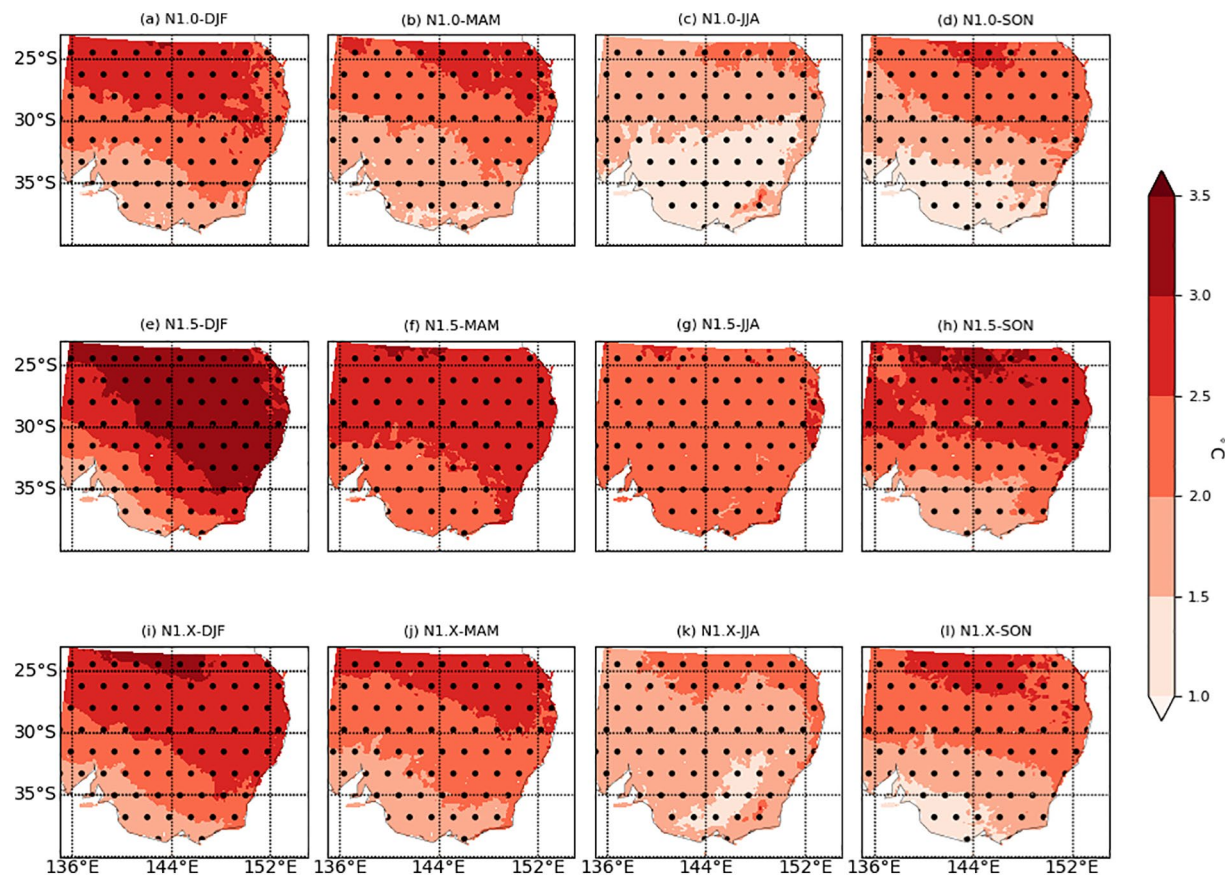 (a) N1.0-DJF (b) N1.0-MAM (c) N1.0-JJA (d) N1.0-SON
25°S
30°S
35°S
(e) N1.5-DJF (f) N1.5-MAM (g) N1.5-JJA (h) N1.5-SON
25°S
30°S
35°S
(i) N1.X-DJF (j) N1.X-MAM (k) N1.X-JJA (l) N1.X-SON
25°S
30°S
35°S
136°E 144°E 152°E 136°E 144°E 152°E 136°E 144°E 152°E 136°E 144°E 152°E
3.5
3.0
2.5
2.0
1.5
1.0
°C